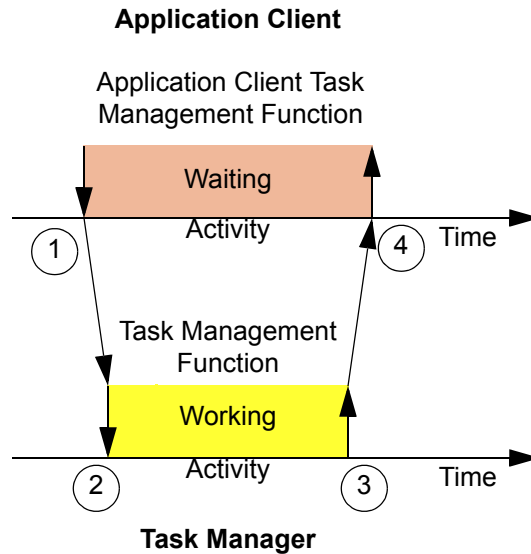 Application Client
Application Client Task
Management Function
Waiting
Activity
1
4
Time
Task Management
Function
Working
Activity
2
3
Time
Task Manager